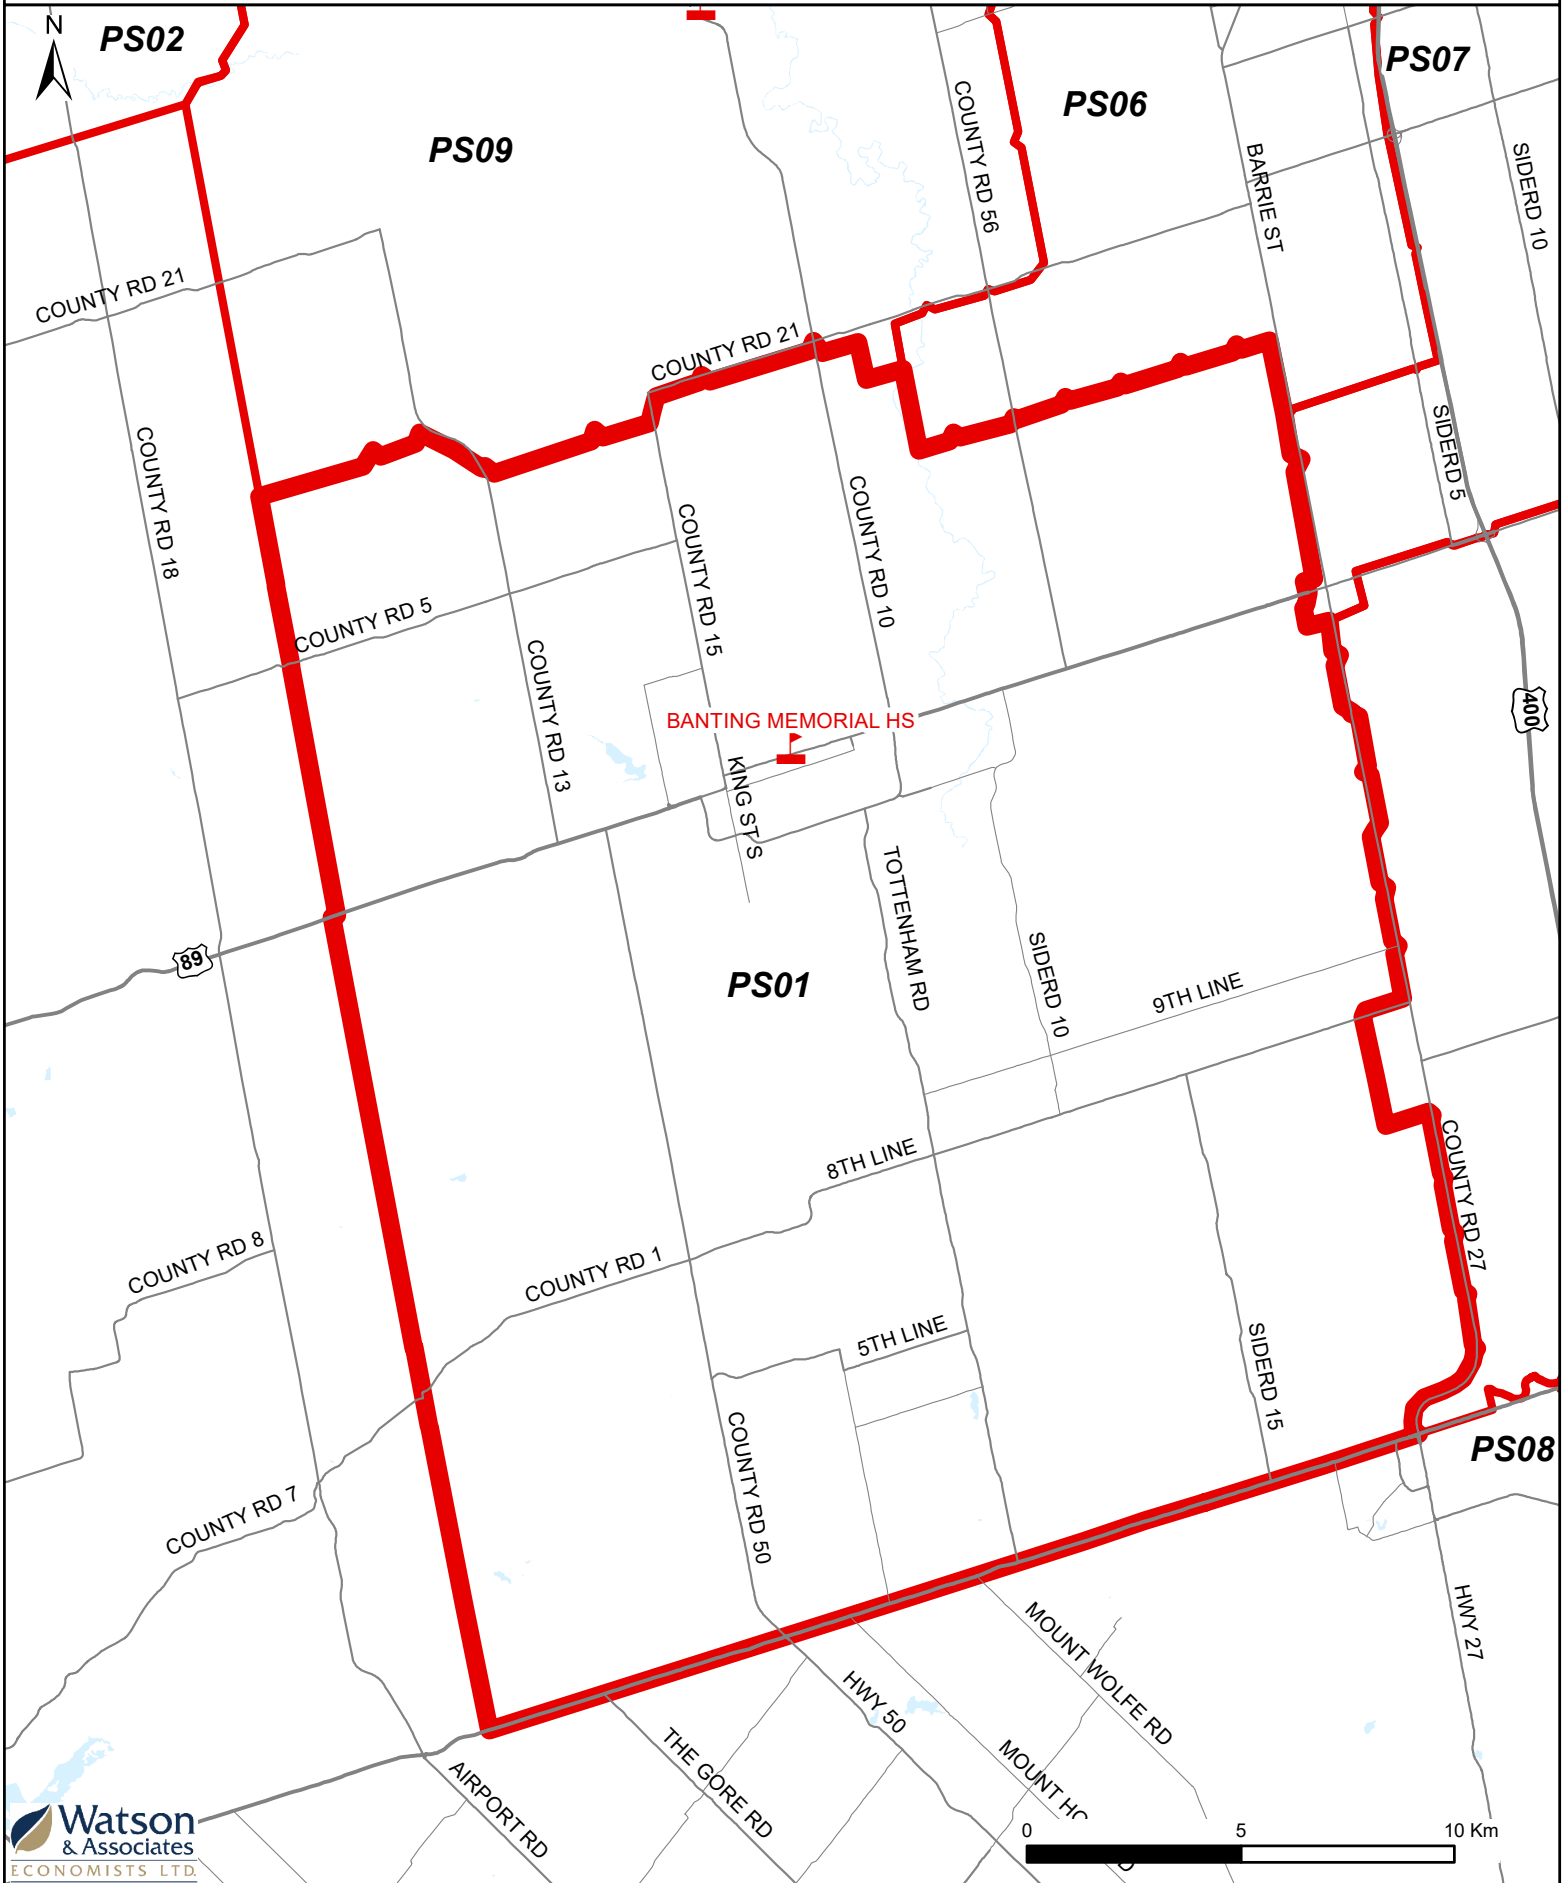 N
PS02
PS07
PS06
PS09
COUNTY RD 56
BARRIE ST
SIDERD 10
COUNTY RD 21
COUNTY RD 21
COUNTY RD 18
SIDERD 5
COUNTY RD 15
COUNTY RD 10
COUNTY RD 5
COUNTY RD 13
400
BANTING MEMORIAL HS
KING ST S
TOTTENHAM RD
89
PS01
SIDERD 10
9TH LINE
8TH LINE
COUNTY RD 27
COUNTY RD 8
COUNTY RD 1
5TH LINE
SIDERD 15
COUNTY RD 50
PS08
COUNTY RD 7
HWY 27
MOUNT WOLFE RD
HWY 50
THE GORE RD
MOUNT HO
AIRPORT RD
Watson
& Associates
ECONOMISTS LTD.
0 5 10 Km